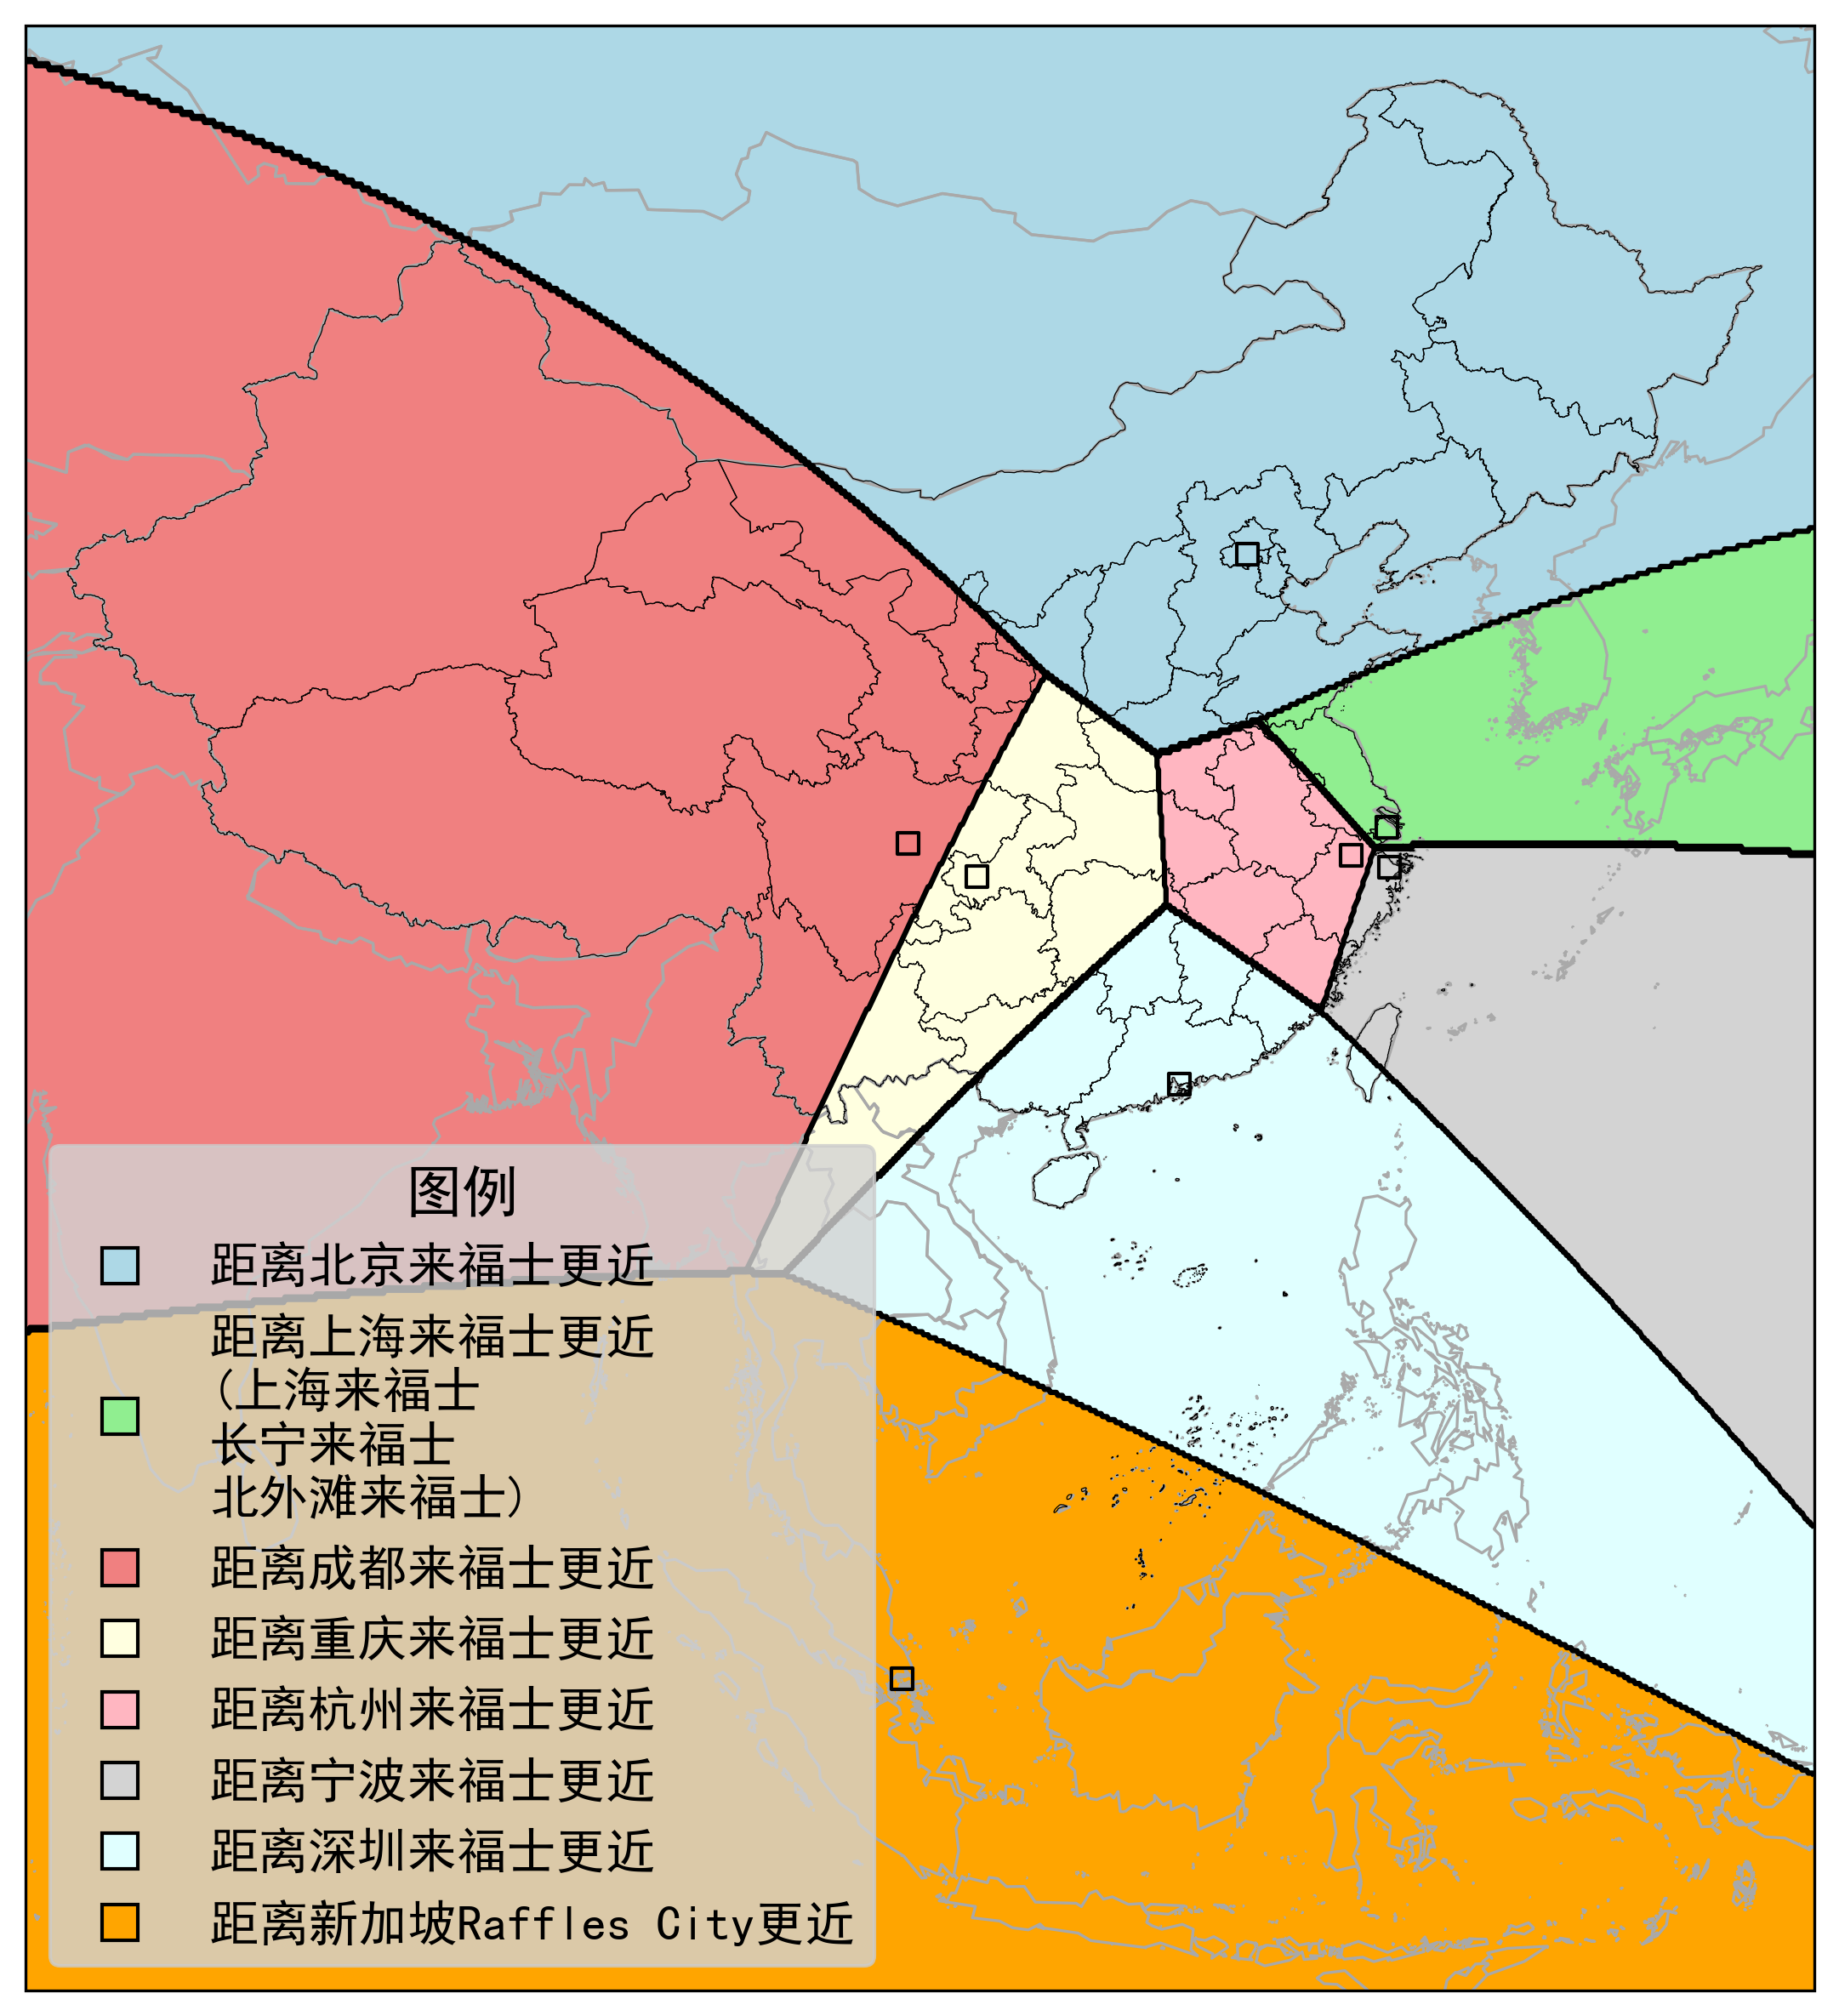 图例
距离北京来福士更近
距离上海来福士更近
(上海来福士
长宁来福士
北外滩来福士)
距离成都来福士更近
距离重庆来福士更近
距离杭州来福士更近
距离宁波来福士更近
距离深圳来福士更近
距离新加坡Raffles City更近